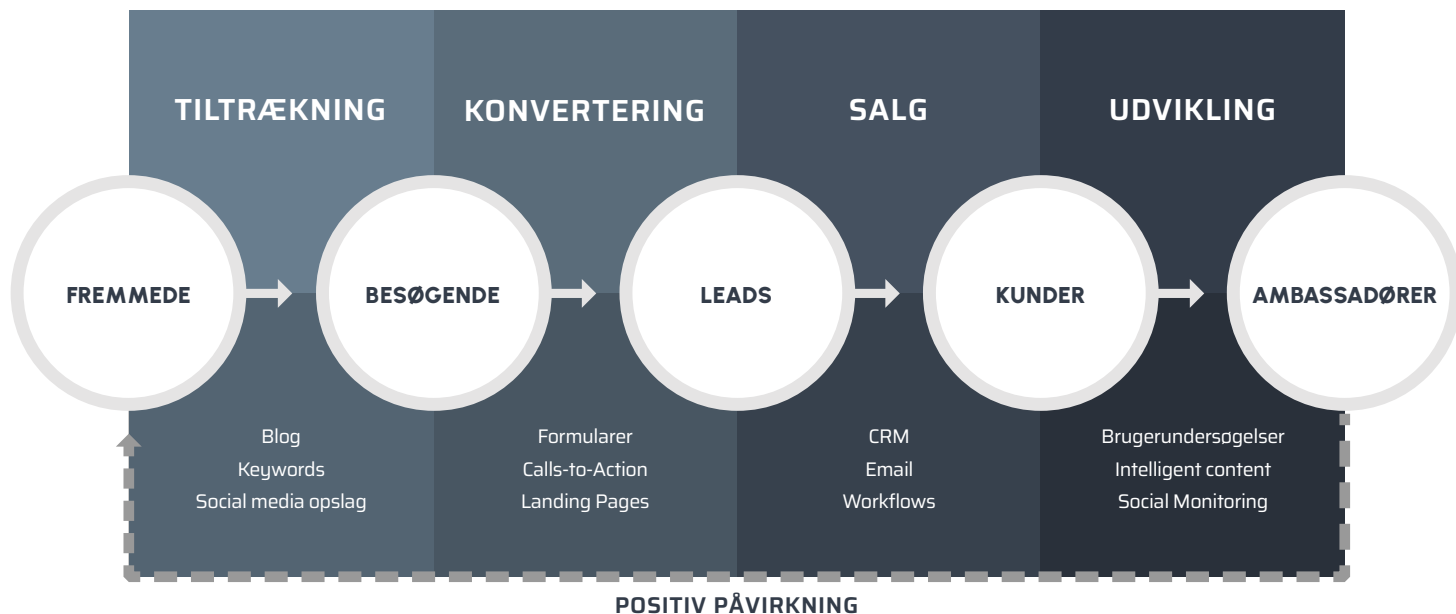 TILTRÆKNING
KONVERTERING
SALG
UDVIKLING
FREMMEDE
BESØGENDE
LEADS
KUNDER
AMBASSADØRER
Blog
Keywords
Social media opslag
Formularer
Calls-to-Action
Landing Pages
CRM
Email
Workflows
Brugerundersøgelser
Intelligent content
Social Monitoring
POSITIV PÅVIRKNING